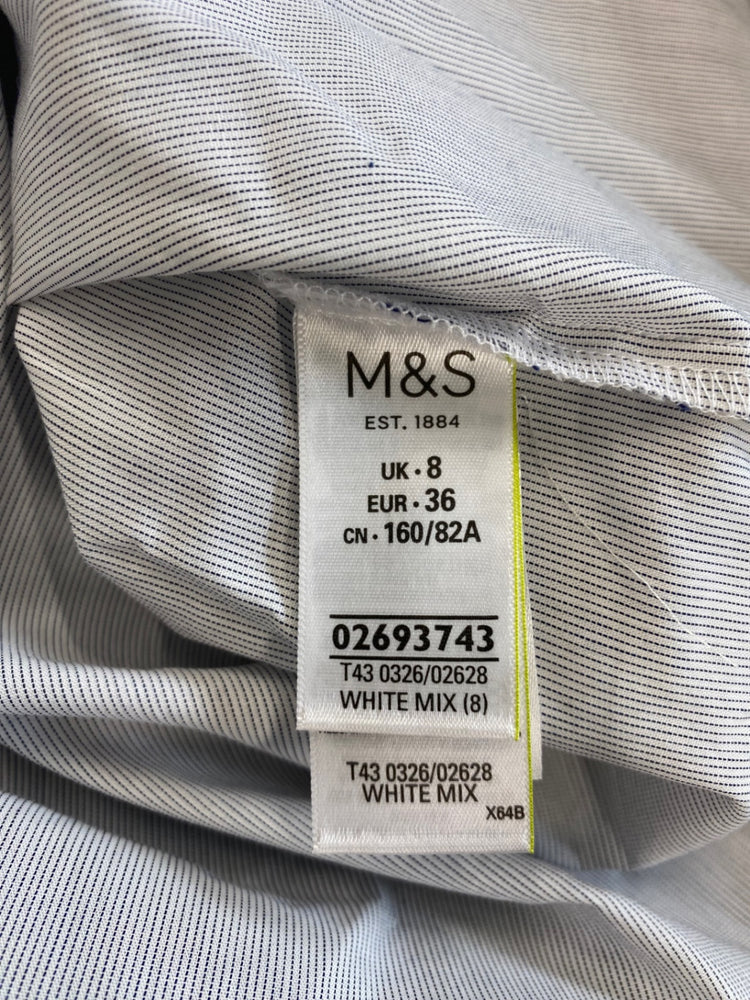 M&S
EST. 1884
UK • 8
EUR • 36
CN • 160/82A
02693743
T43 0326/02628
WHITE MIX (8)
T43 0326/02628
WHITE MIX
X64B